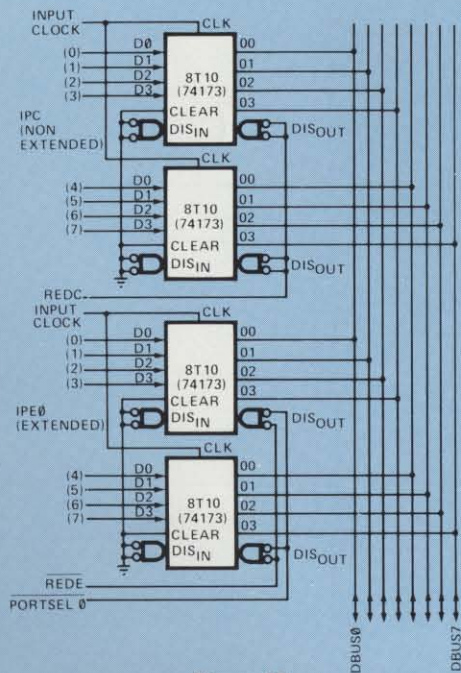 INPUT
CLOCK
CLK
(0) D0 00
(1) D1 01
(2) D2 02
(3) D3 03
8T10
(74173)
CLEAR
IPC
(NON
EXTENDED)
DISIN
DISOUT
CLK
(4) D0 00
(5) D1 01
(6) D2 02
(7) D3 03
8T10
(74173)
CLEAR
DISIN
DISOUT
REDC
INPUT
CLOCK
CLK
(0) D0 00
(1) D1 01
(2) D2 02
(3) D3 03
8T10
(74173)
CLEAR
IPEØ
(EXTENDED)
DISIN
DISOUT
CLK
(4) D0 00
(5) D1 01
(6) D2 02
(7) D3 03
8T10
(74173)
CLEAR
DISIN
DISOUT
REDE
PORTSEL 0
DBUS0
DBUS7